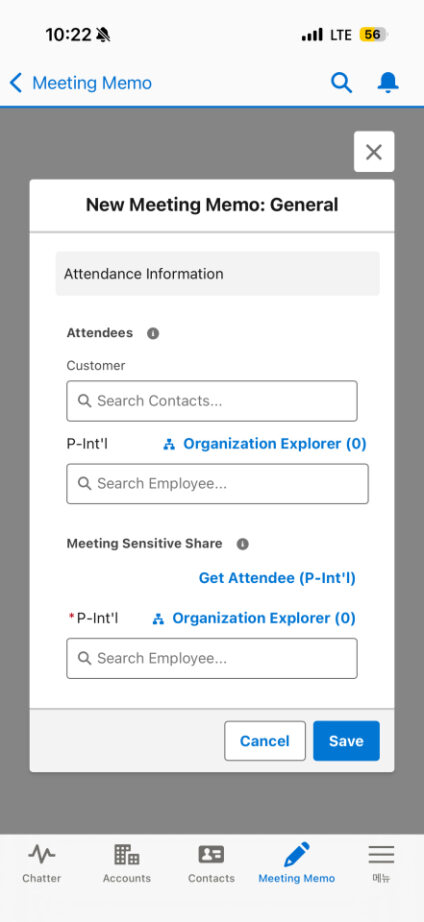 10:22
LTE 56
Meeting Memo
New Meeting Memo: General
Attendance Information
Attendees
Customer
Search Contacts...
P-Int'l Organization Explorer (0)
Search Employee...
Meeting Sensitive Share
Get Attendee (P-Int'l)
*P-Int'l Organization Explorer (0)
Search Employee...
Cancel Save
Chatter Accounts Contacts Meeting Memo 메뉴